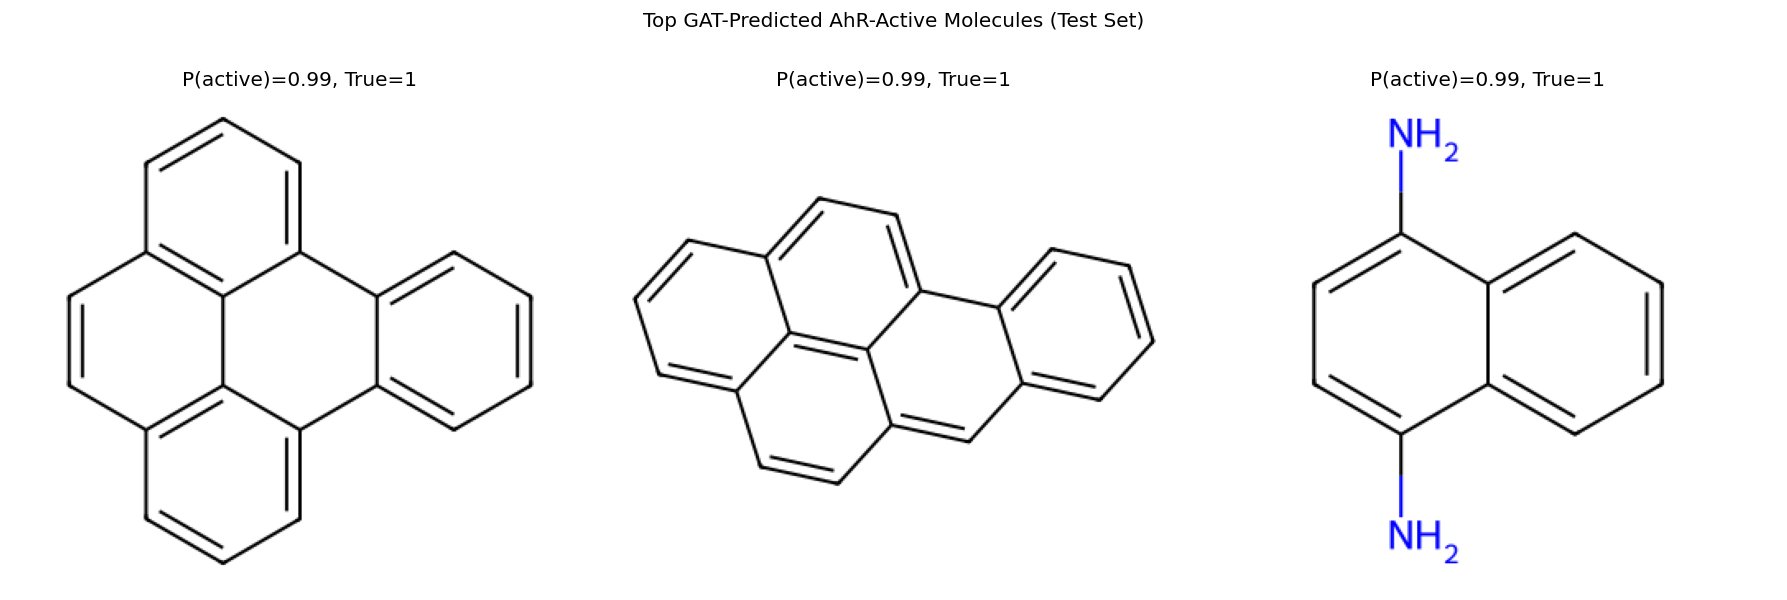 Top GAT-Predicted AhR-Active Molecules (Test Set)
P(active)=0.99, True=1
P(active)=0.99, True=1
P(active)=0.99, True=1
NH2
NH2